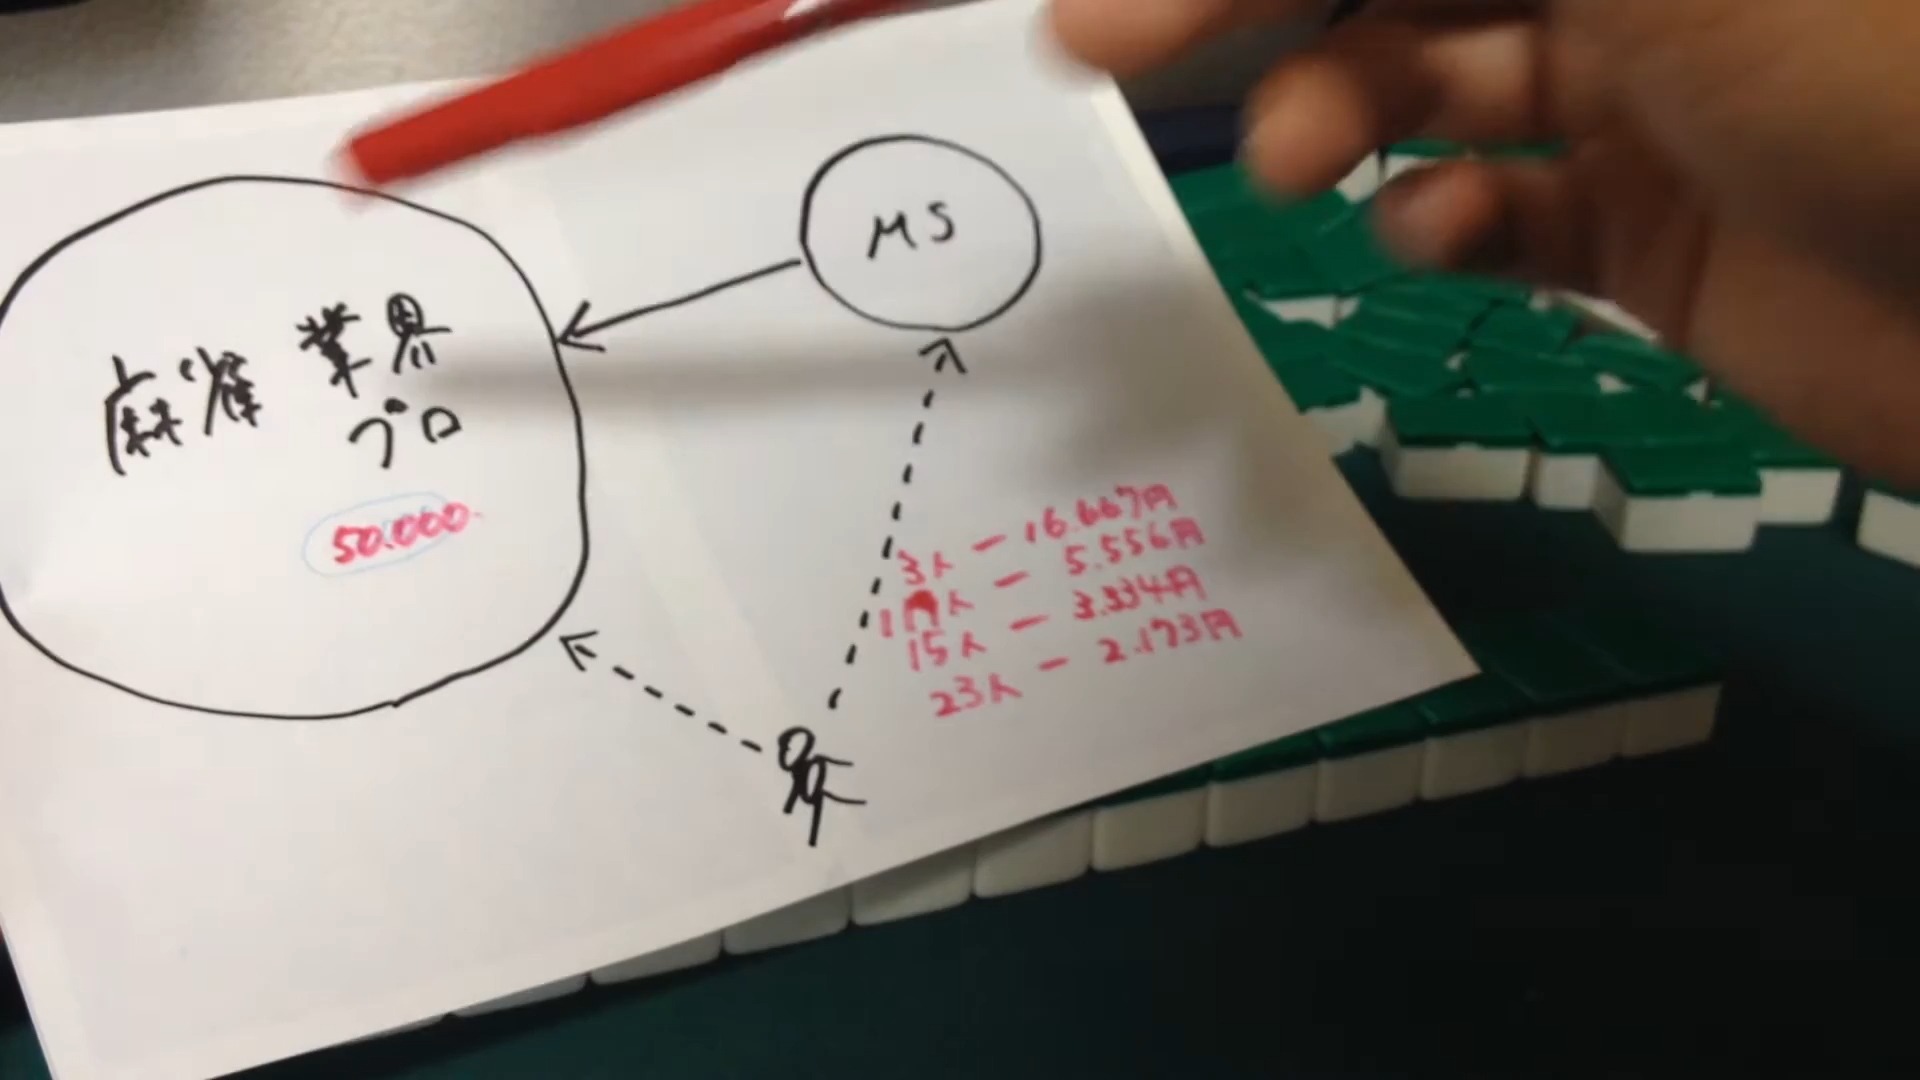 麻雀 業界
プロ
50.000
MS
3人 ー 16.667円
人 ー 5.556円
15人 ー 3.334円
23人 ー 2.173円